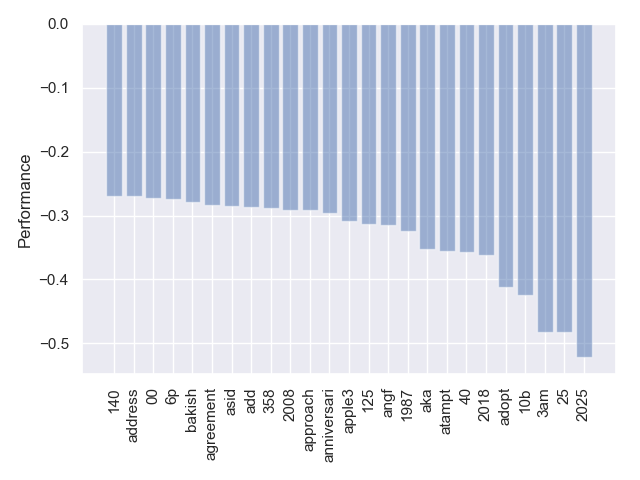 0.0
−0.1
−0.2
−0.3
−0.4
−0.5
Performance
140
address
00
6p
bakish
agreement
asid
add
358
2008
approach
anniversari
apple3
125
angf
1987
aka
atampt
40
2018
adopt
10b
3am
25
2025